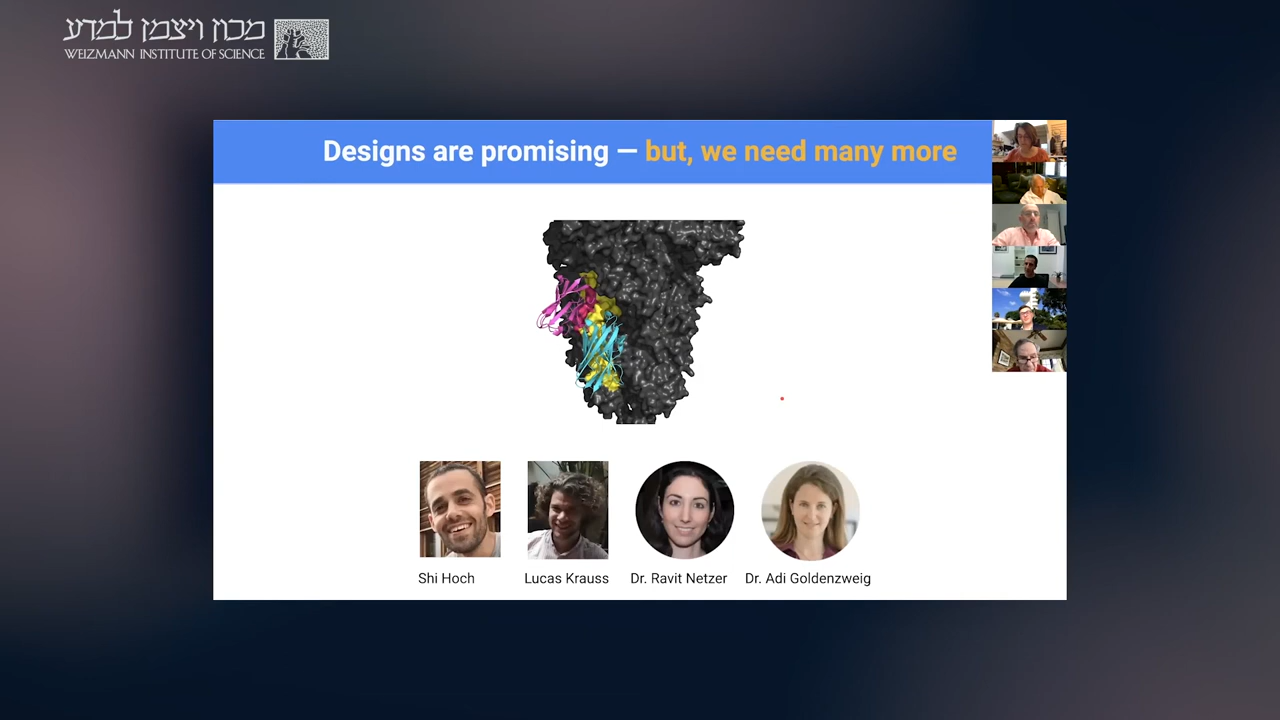 מכון ויצמן למדע
WEIZMANN INSTITUTE OF SCIENCE
Designs are promising — but, we need many more
Shi Hoch
Lucas Krauss
Dr. Ravit Netzer
Dr. Adi Goldenzweig